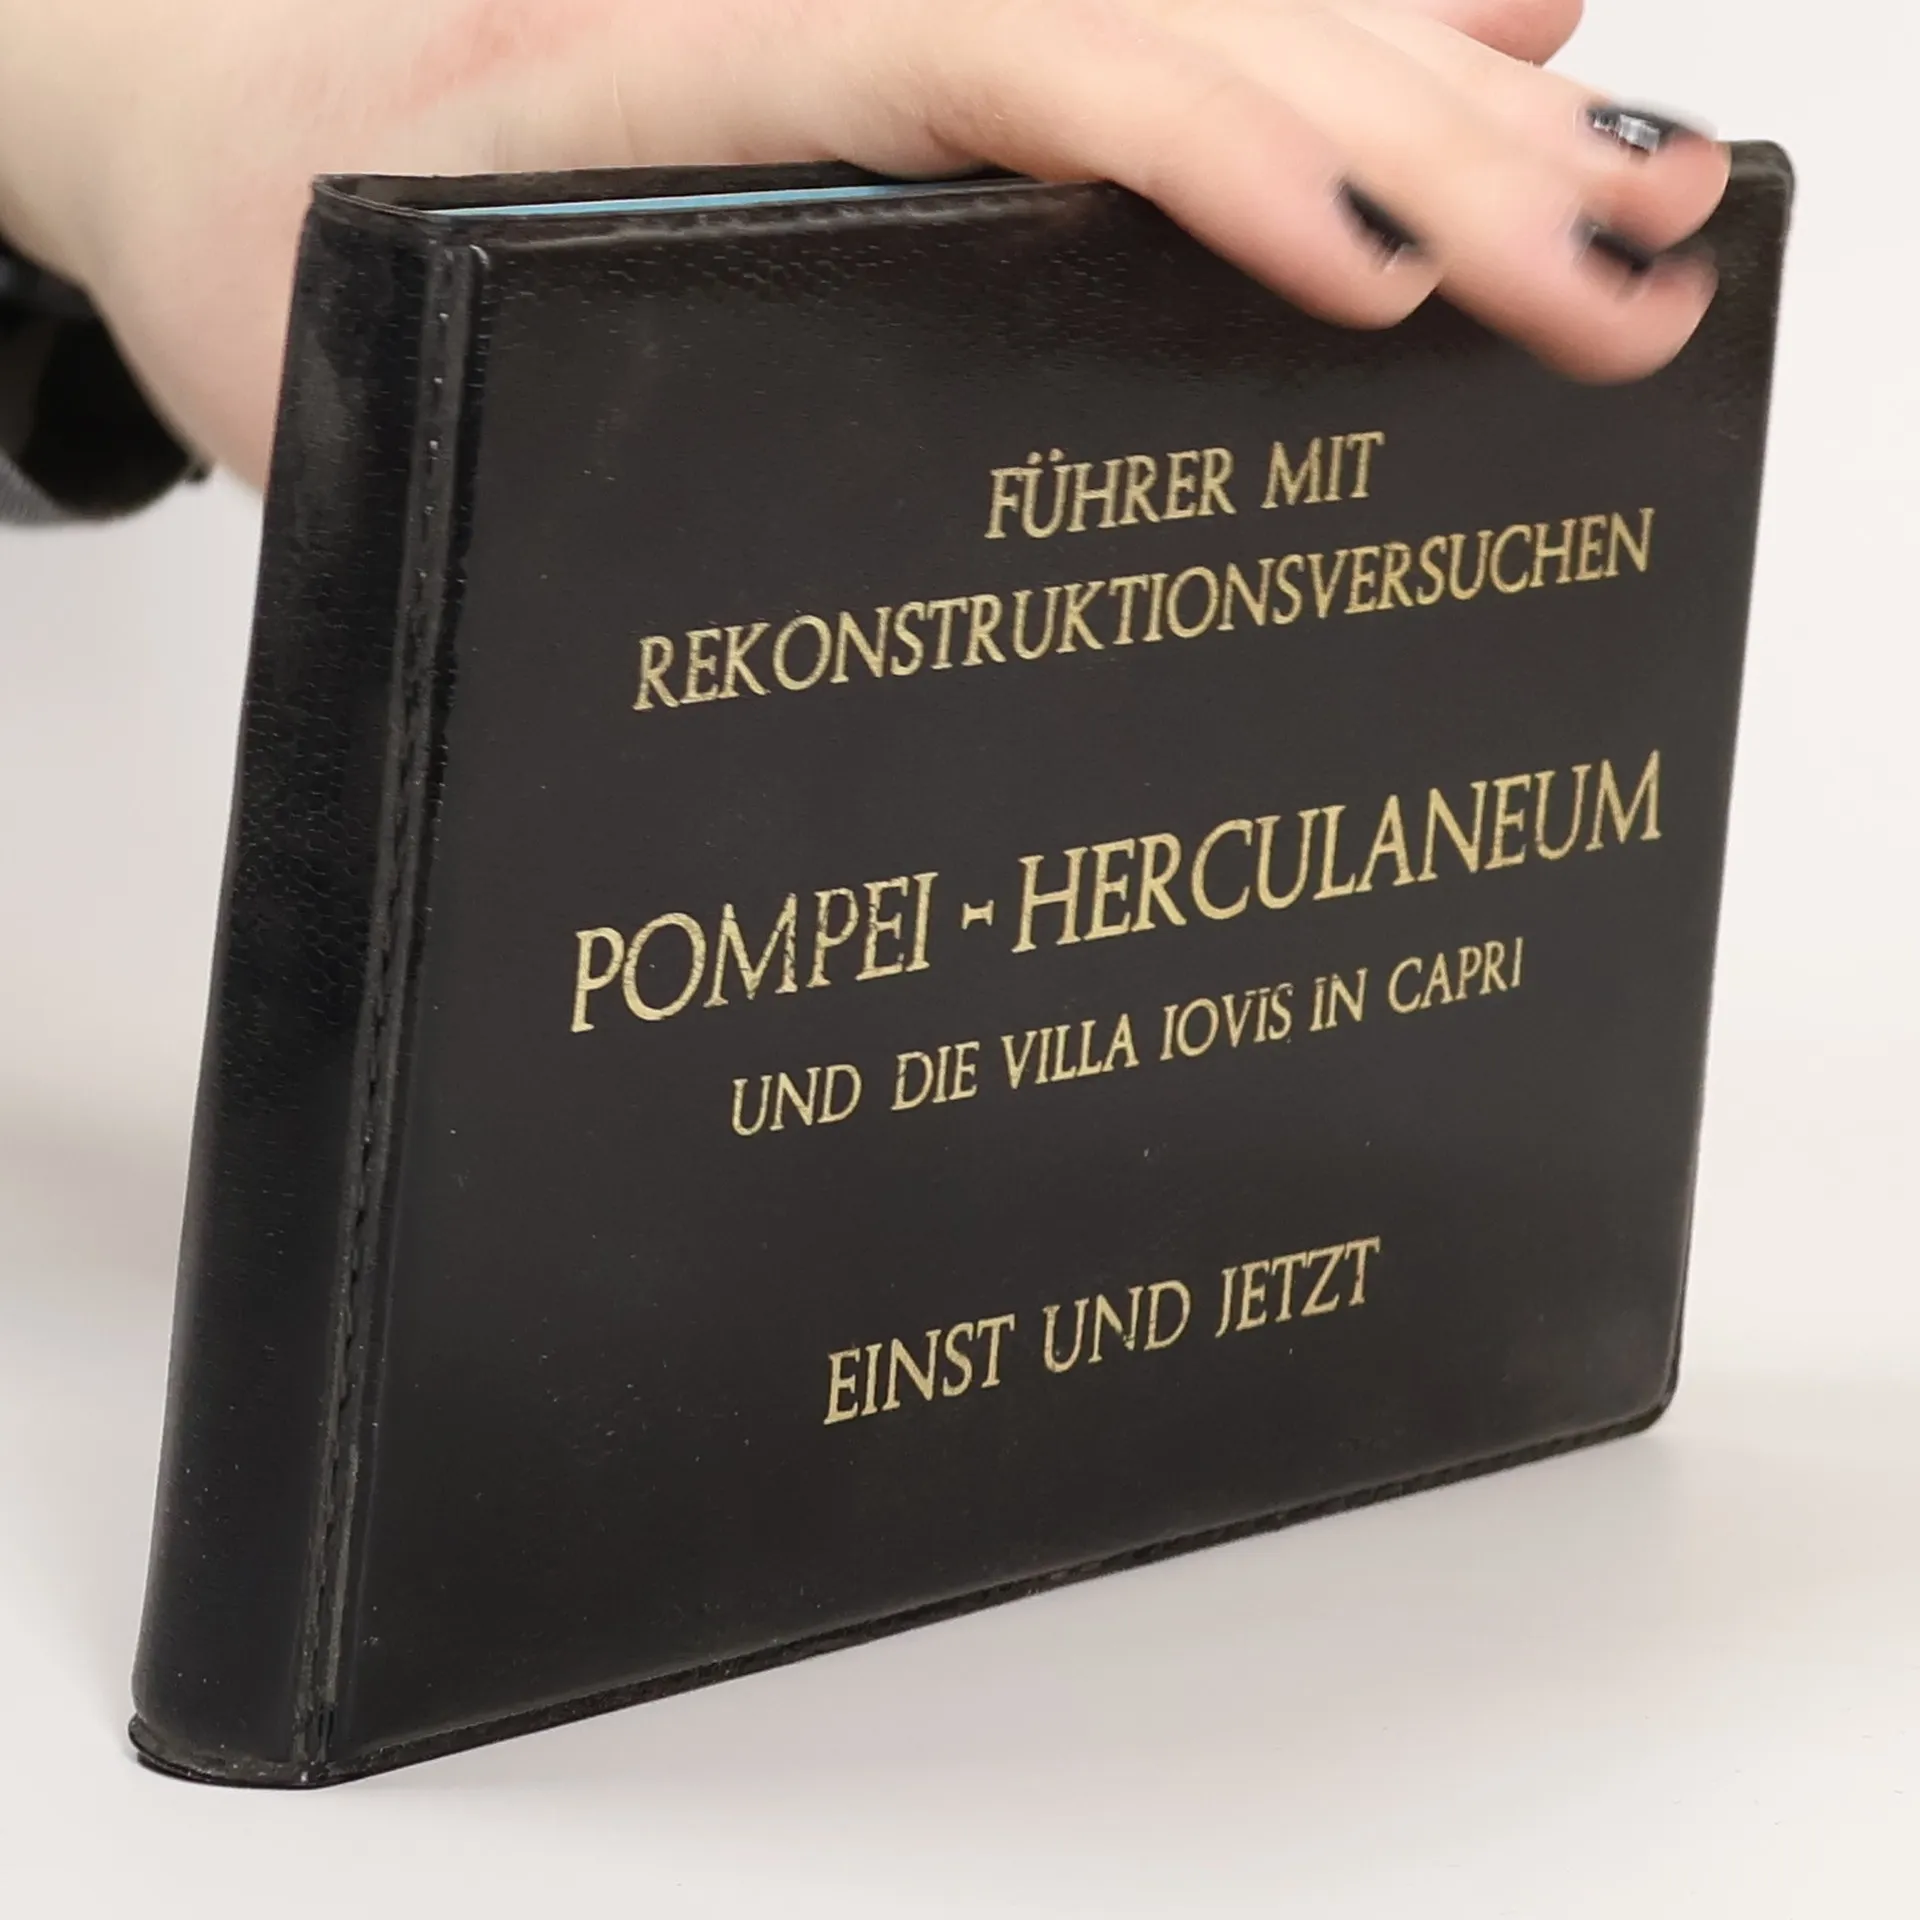 FÜHRER MIT
REKONSTRUKTIONSVERSUCHEN
POMPEI - HERCULANEUM
UND DIE VILLA IOVIS IN CAPRI
EINST UND JETZT